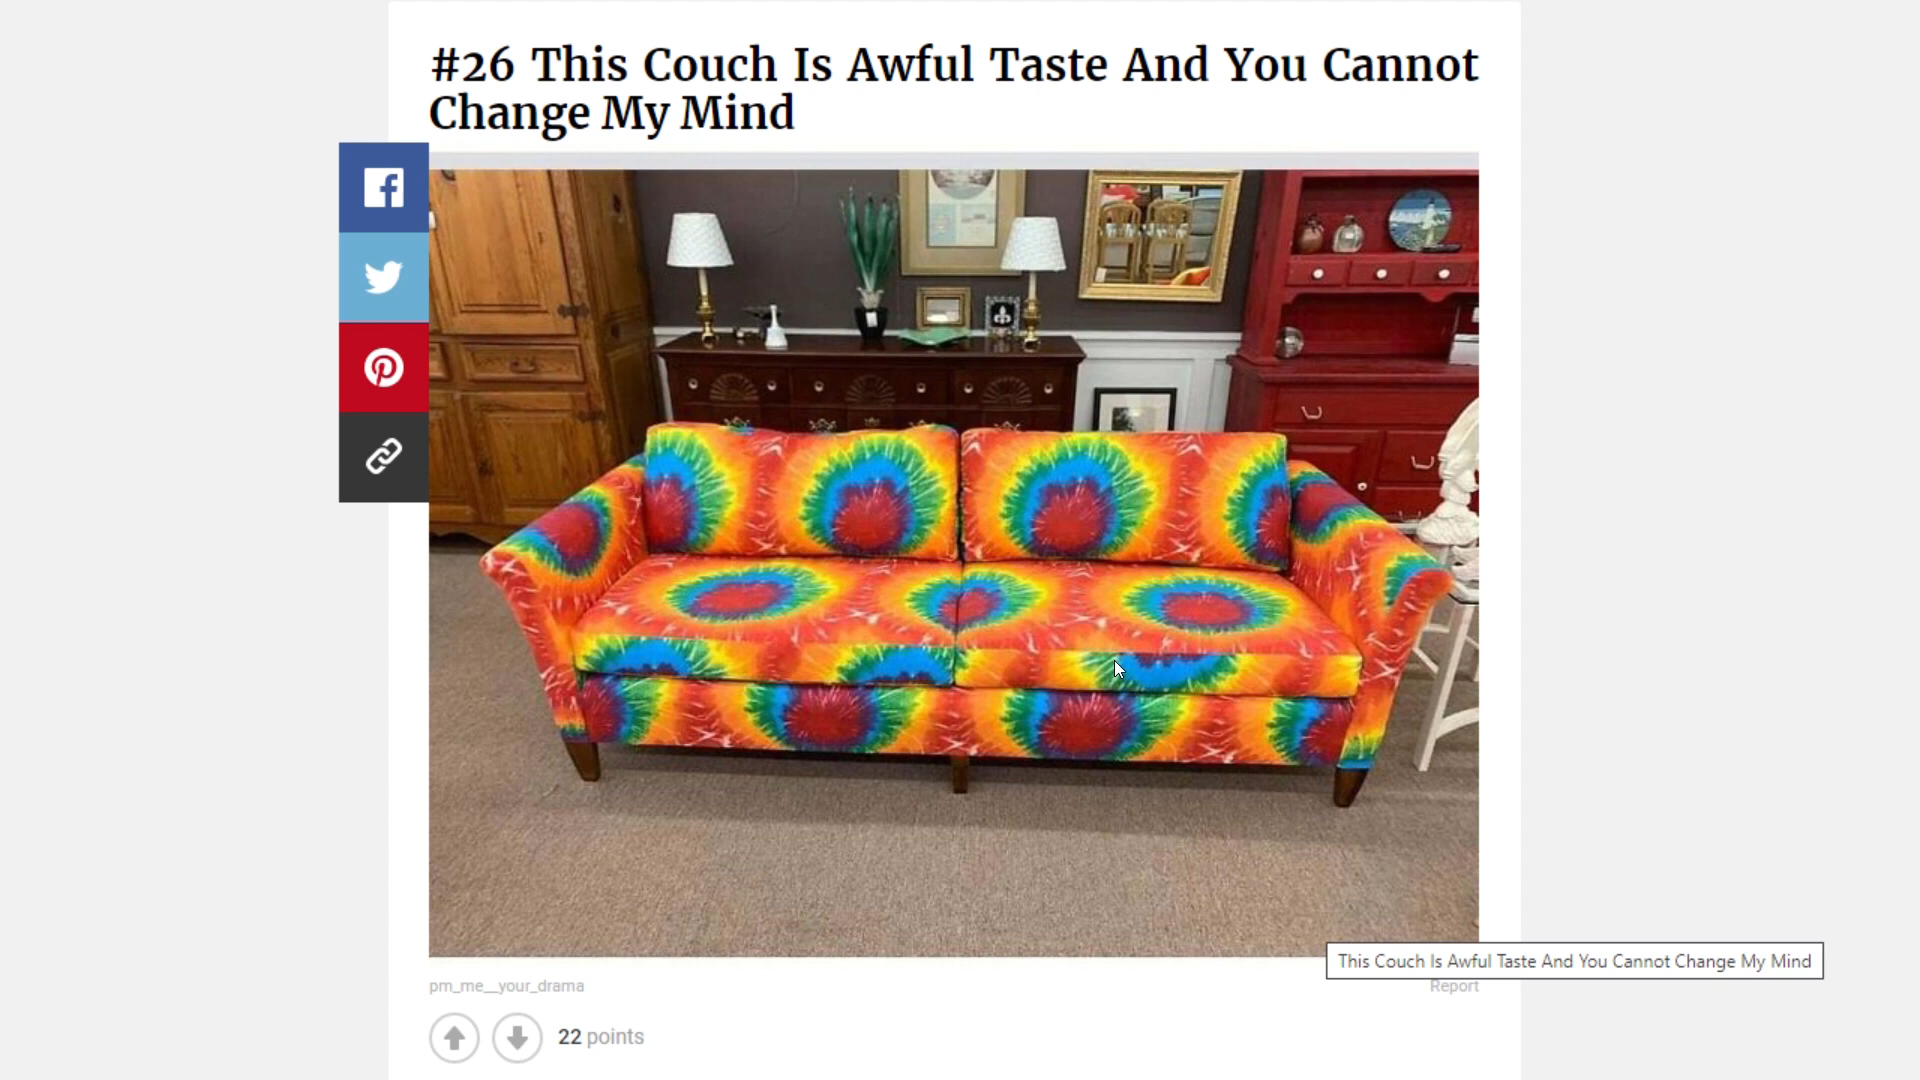 #26 This Couch Is Awful Taste And You Cannot
Change My Mind
This Couch Is Awful Taste And You Cannot Change My Mind
pm_me__your_drama
Report
22 points